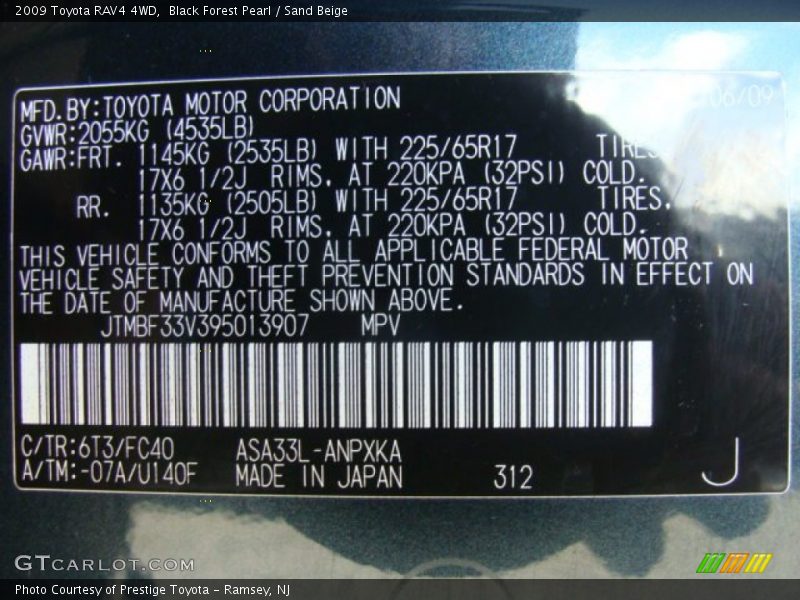 2009 Toyota RAV4 4WD,  Black Forest Pearl / Sand Beige
06/09
MFD.BY:TOYOTA MOTOR CORPORATION
GVWR:2055KG (4535LB)
GAWR:FRT. 1145KG (2535LB) WITH 225/65R17 TIRES.
17X6 1/2J RIMS, AT 220KPA (32PSI) COLD.
RR. 1135KG (2505LB) WITH 225/65R17 TIRES,
17X6 1/2J RIMS, AT 220KPA (32PSI) COLD.
THIS VEHICLE CONFORMS TO ALL APPLICABLE FEDERAL MOTOR
VEHICLE SAFETY AND THEFT PREVENTION STANDARDS IN EFFECT ON
THE DATE OF MANUFACTURE SHOWN ABOVE.
JTMBF33V395013907 MPV
C/TR:6T3/FC40 ASA33L-ANPXKA
A/TM:-07A/U140F MADE IN JAPAN 312 J
GTCARLOT.COM
Photo Courtesy of Prestige Toyota - Ramsey, NJ